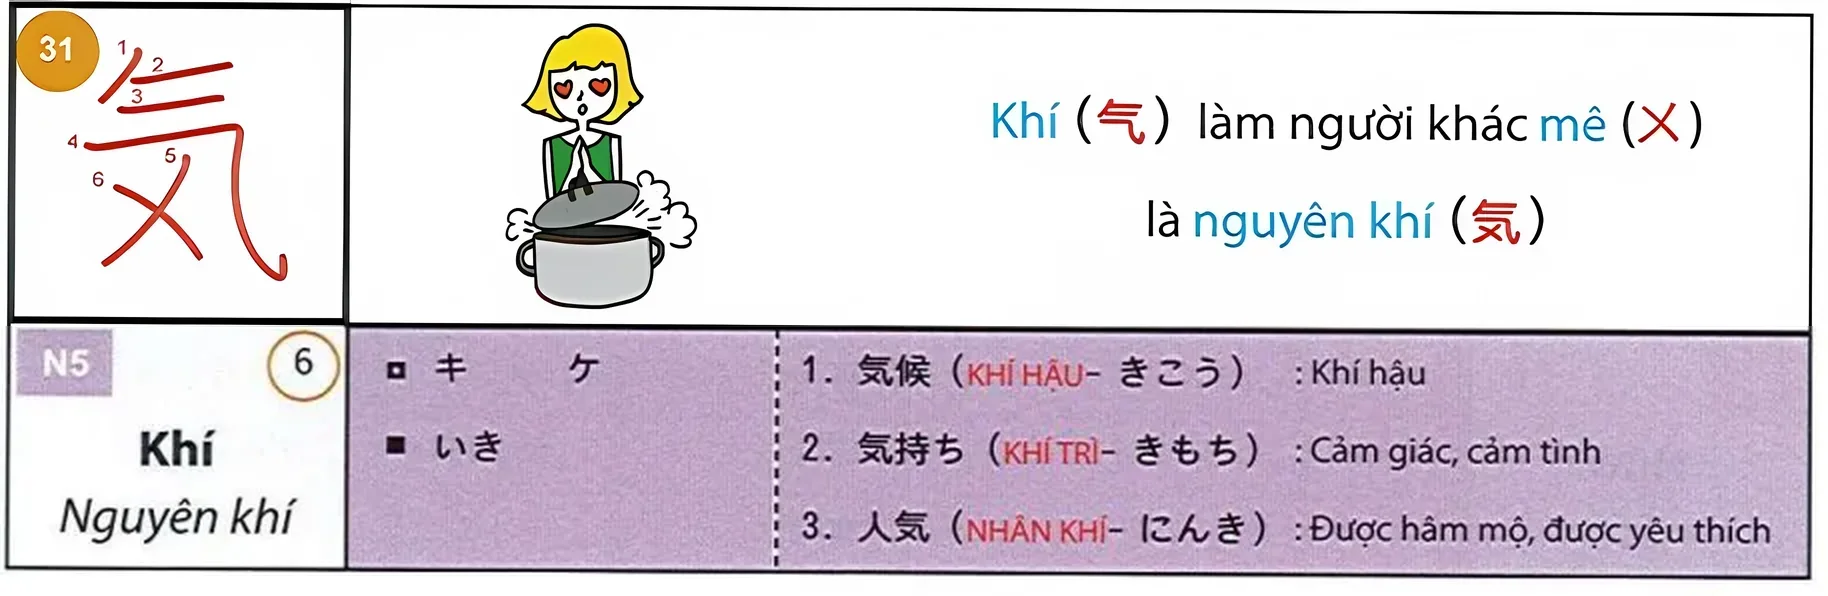 31
1
2
3
4
5
6
気
Khí (气) làm người khác mê (㐅)
là nguyên khí (気)
N5
6
Khí
Nguyên khí
◘ キ ケ
■ いき
1. 気候 (KHÍ HẬU- きこう) : Khí hậu
2. 気持ち (KHÍ TRÌ- きもち) : Cảm giác, cảm tình
3. 人気 (NHÂN KHÍ- にんき) : Được hâm mộ, được yêu thích